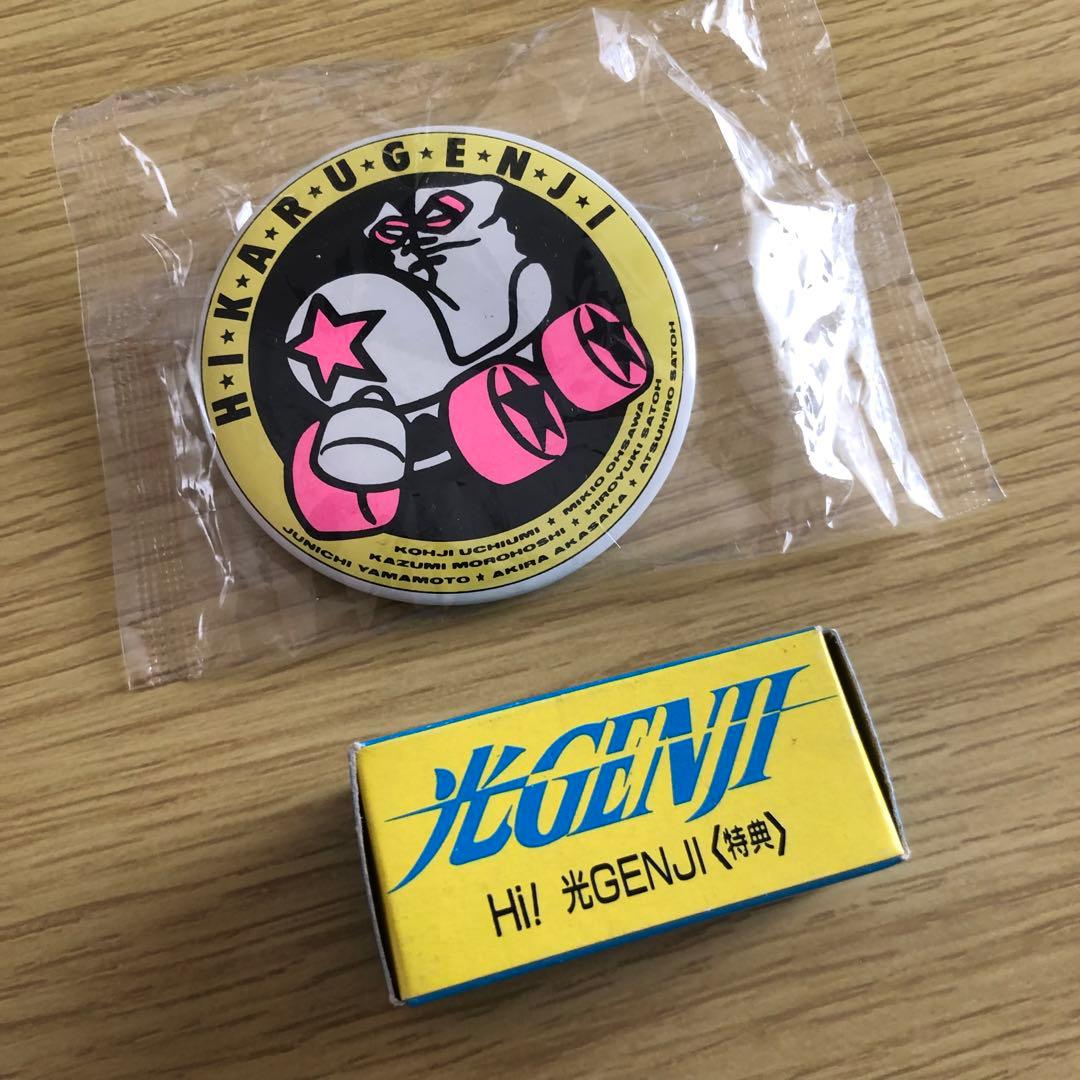 H★I★K★A★R★U★G★E★N★J★I
KOHJI UCHIUMI ★ MIKIO OHSAWA
KAZUMI MOROHOSHI ★ HIROYUKI SATOH
JUNICHI YAMAMOTO ★ AKIRA AKASAKA ★ ATSUHIRO SATOH
光GENJI
Hi! 光GENJI《特典》